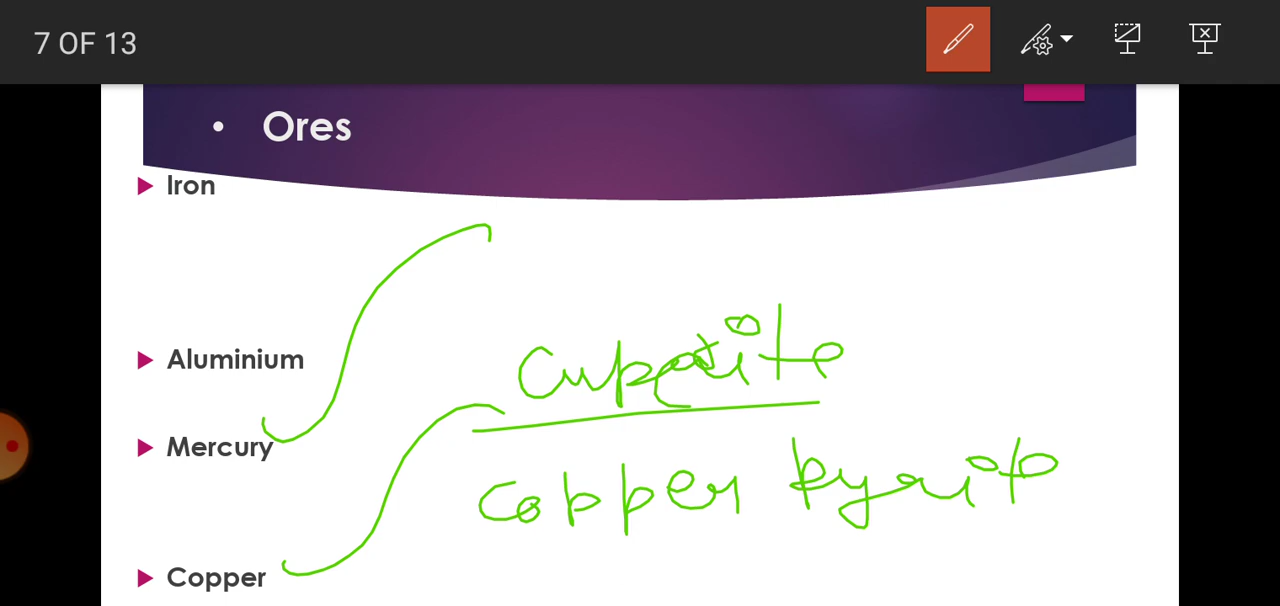 7 OF 13
• Ores
Iron
Aluminium
Cuprite
Mercury
Copper Pyrite
Copper